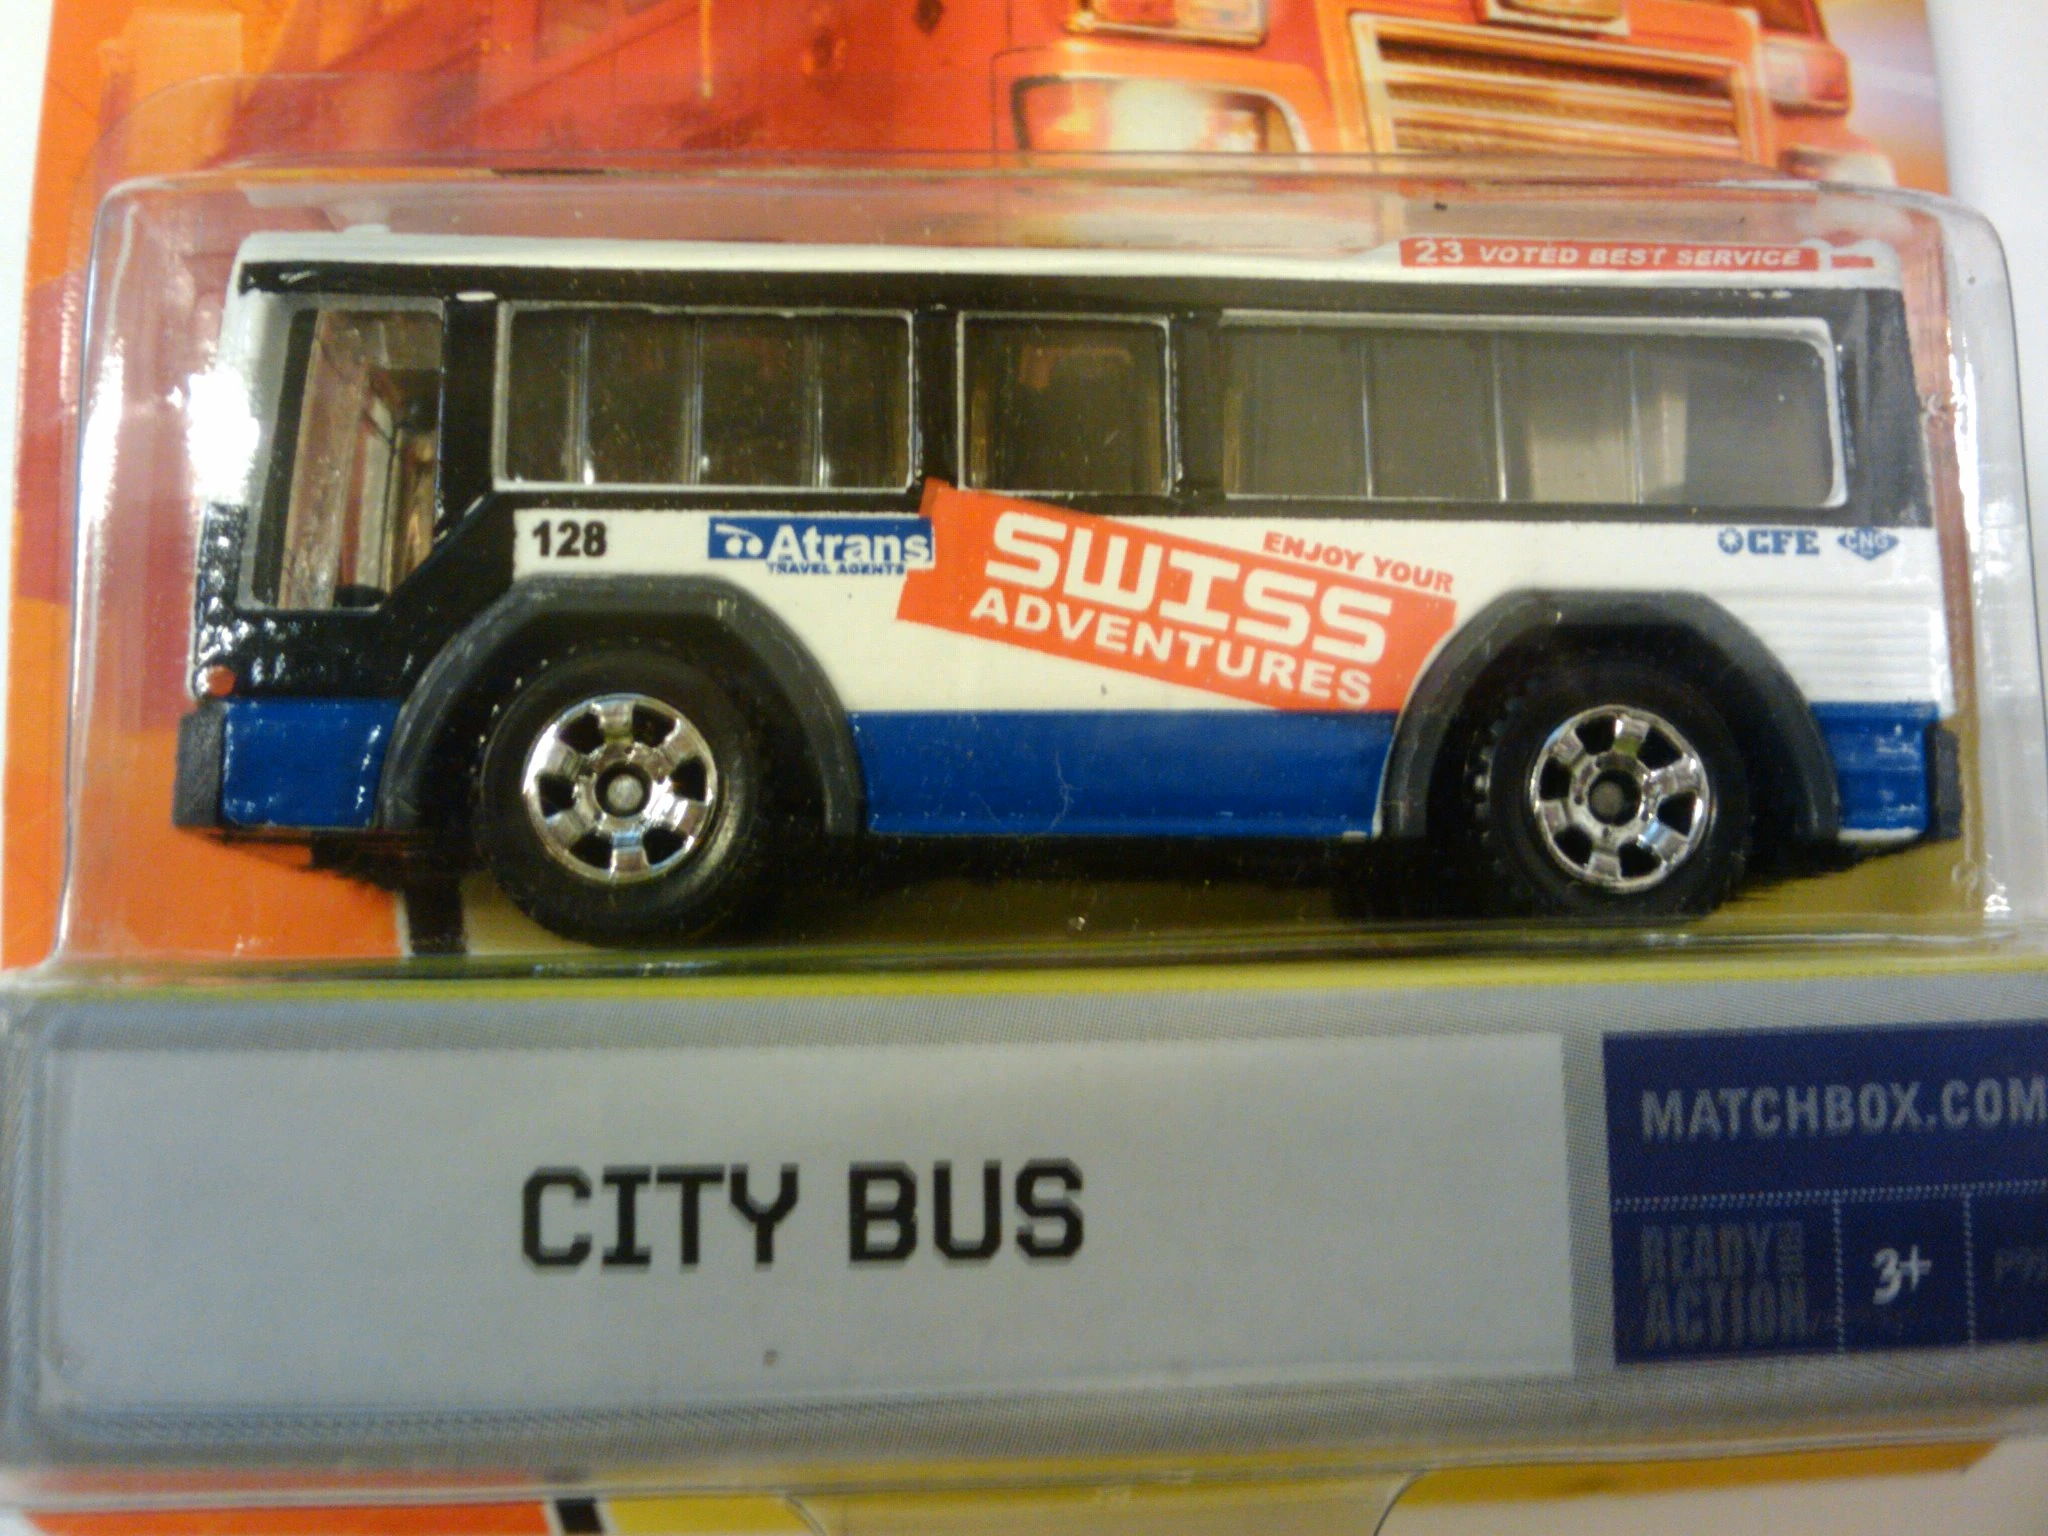 23 VOTED BEST SERVICE
128
Atrans
TRAVEL AGENTS
ENJOY YOUR
SWISS
ADVENTURES
CFE
CNG
CITY BUS
MATCHBOX.COM
READY FOR
ACTION
3+